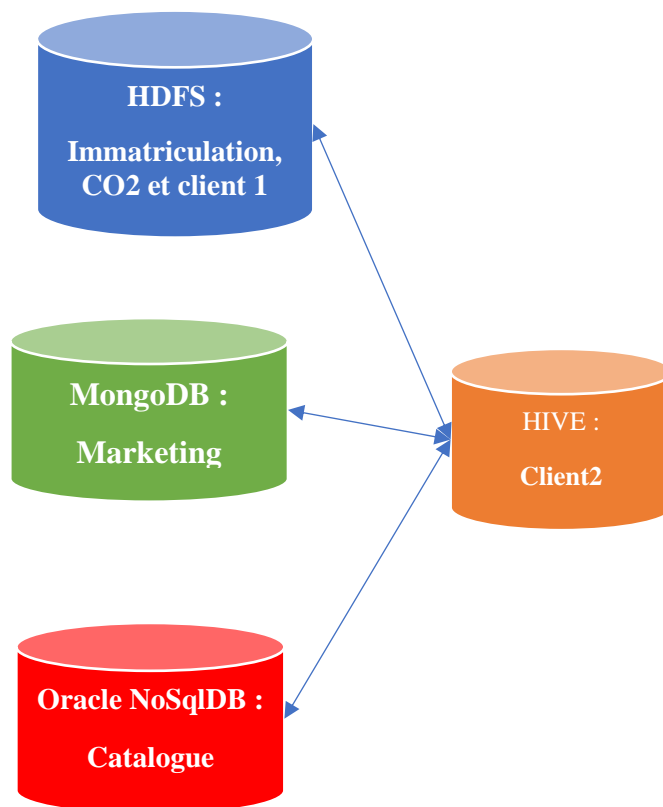 HDFS :
Immatriculation,
CO2 et client 1
MongoDB :
Marketing
HIVE :
Client2
Oracle NoSqlDB :
Catalogue